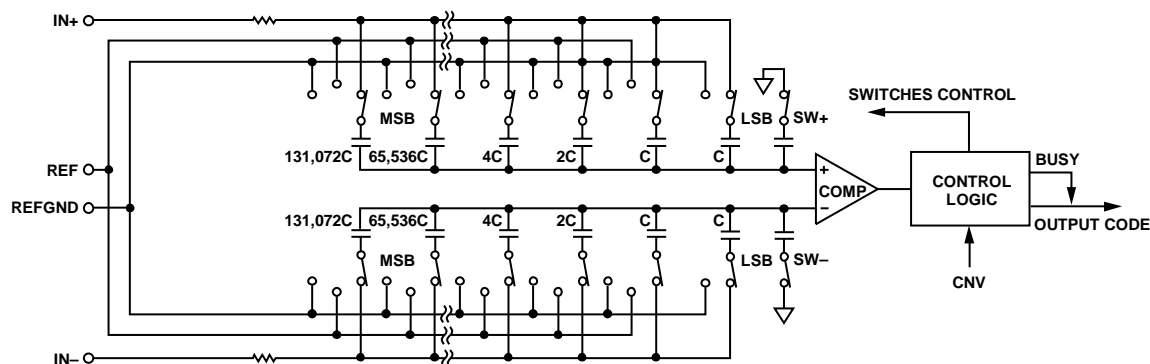 IN+
MSB
LSB
SW+
SWITCHES CONTROL
131,072C
65,536C
4C
2C
C
C
BUSY
REF
COMP
+
−
CONTROL
LOGIC
REFGND
OUTPUT CODE
131,072C
65,536C
4C
2C
C
C
MSB
LSB
SW−
CNV
IN−